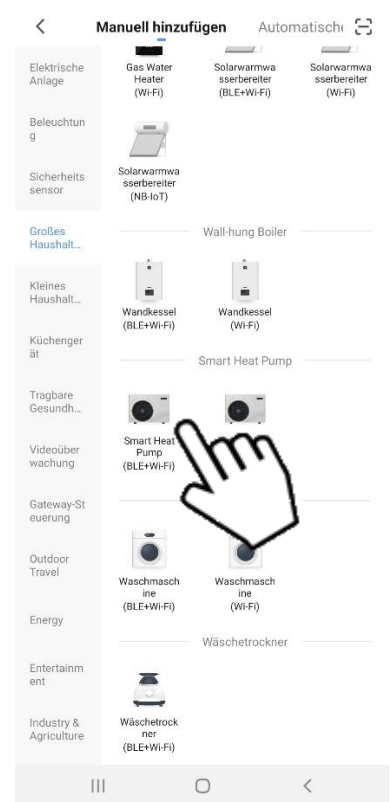 Manuell hinzufügen
Automatisch
Elektrische
Anlage
Beleuchtun
g
Sicherheits
sensor
Großes
Haushalt...
Kleines
Haushalt...
Küchenger
ät
Tragbare
Gesundh...
Videoüber
wachung
Gateway-St
euerung
Outdoor
Travel
Energy
Entertainm
ent
Industry &
Agriculture
Gas Water
Heater
(Wi-Fi)
Solarwarmwa
sserbereiter
(BLE+Wi-Fi)
Solarwarmwa
sserbereiter
(Wi-Fi)
Solarwarmwa
sserbereiter
(NB-IoT)
Wall-hung Boiler
Wandkessel
(BLE+Wi-Fi)
Wandkessel
(Wi-Fi)
Smart Heat Pump
Smart Heat
Pump
(BLE+Wi-Fi)
Waschmasch
ine
(BLE+Wi-Fi)
Waschmasch
ine
(Wi-Fi)
Wäschetrockner
Wäschetrock
ner
(BLE+Wi-Fi)